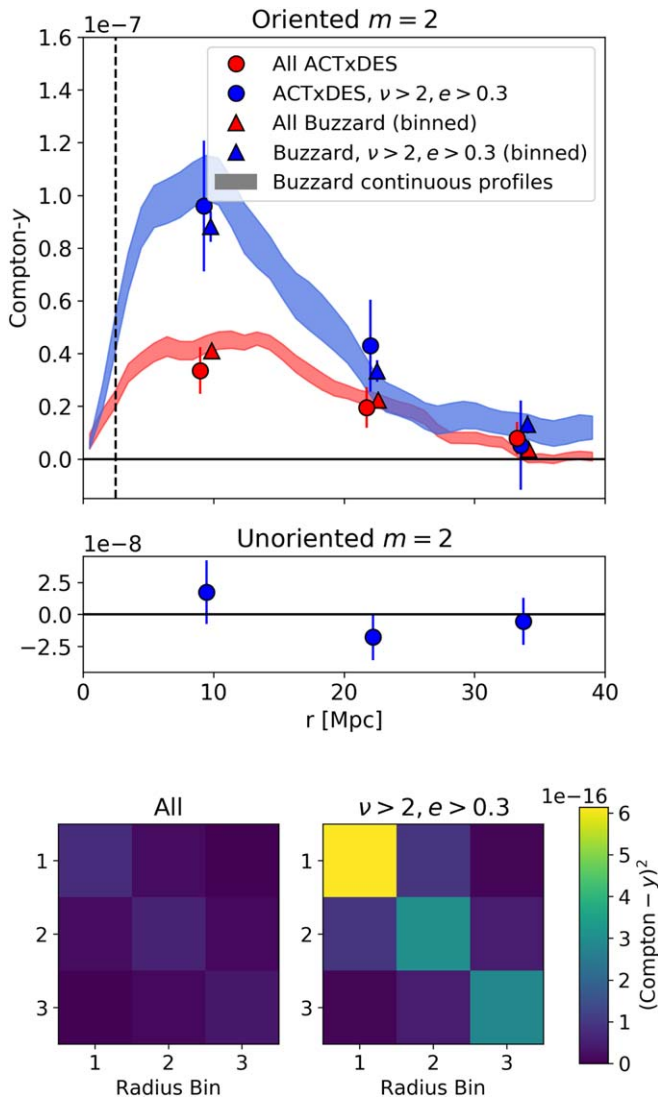 Oriented m = 2
1e-7
1.6
1.4
1.2
1.0
0.8
0.6
0.4
0.2
0.0
Compton-y
All ACTxDES
ACTxDES, ν > 2, e > 0.3
All Buzzard (binned)
Buzzard, ν > 2, e > 0.3 (binned)
Buzzard continuous profiles
Unoriented m = 2
1e-8
2.5
0.0
−2.5
0 10 20 30 40
r [Mpc]
All
1
2
3
1 2 3
Radius Bin
ν > 2, e > 0.3
1
2
3
1 2 3
Radius Bin
1e-16
6
5
4
3
2
1
0
(Compton − y)²